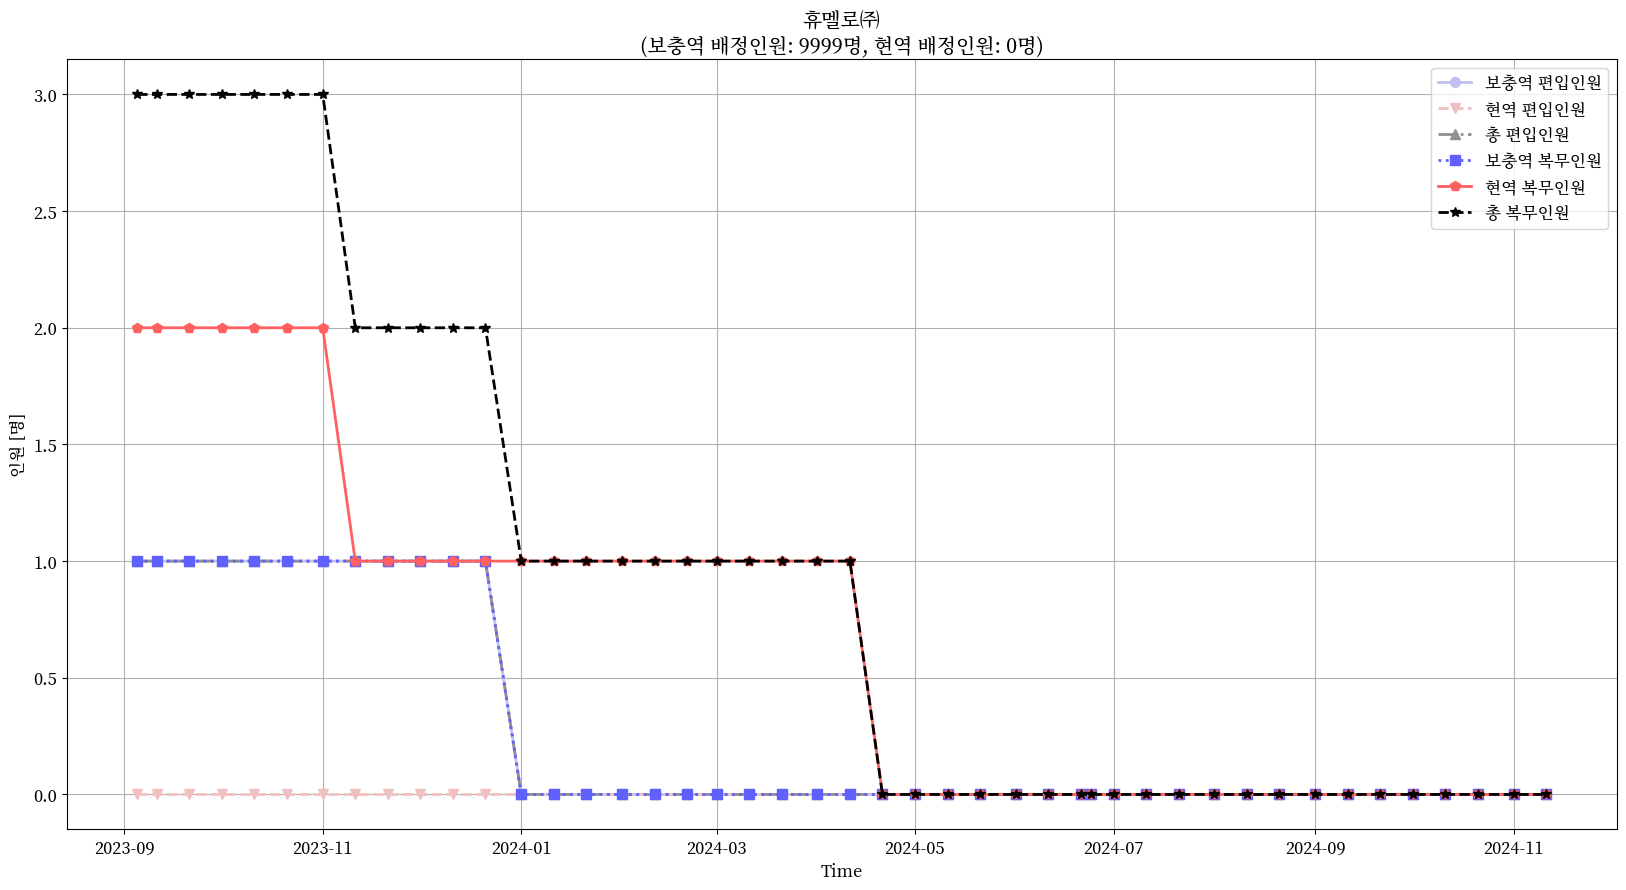 휴멜로㈜
(보충역 배정인원: 9999명, 현역 배정인원: 0명)
보충역 편입인원
현역 편입인원
총 편입인원
보충역 복무인원
현역 복무인원
총 복무인원
인원 [명]
3.0
2.5
2.0
1.5
1.0
0.5
0.0
2023-09
2023-11
2024-01
2024-03
2024-05
2024-07
2024-09
2024-11
Time